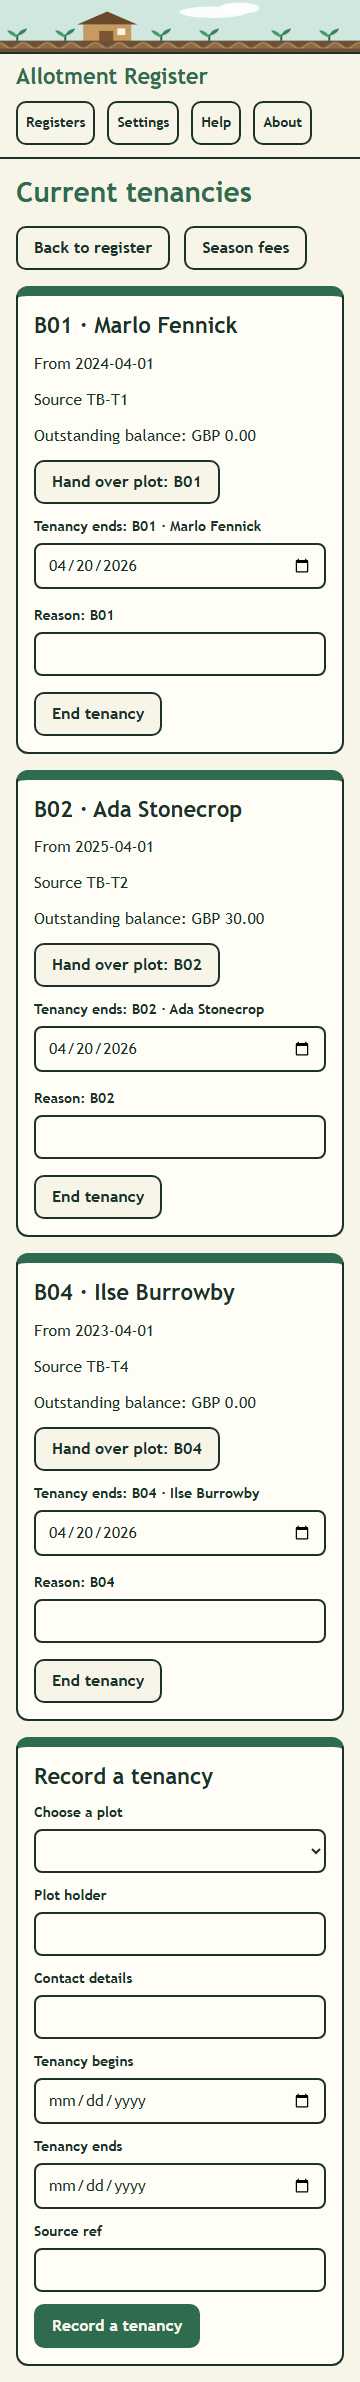 Allotment Register
Registers Settings Help About
Current tenancies
Back to register Season fees
B01 · Marlo Fennick
From 2024-04-01
Source TB-T1
Outstanding balance: GBP 0.00
Hand over plot: B01
Tenancy ends: B01 · Marlo Fennick
04/20/2026
Reason: B01
End tenancy
B02 · Ada Stonecrop
From 2025-04-01
Source TB-T2
Outstanding balance: GBP 30.00
Hand over plot: B02
Tenancy ends: B02 · Ada Stonecrop
04/20/2026
Reason: B02
End tenancy
B04 · Ilse Burrowby
From 2023-04-01
Source TB-T4
Outstanding balance: GBP 0.00
Hand over plot: B04
Tenancy ends: B04 · Ilse Burrowby
04/20/2026
Reason: B04
End tenancy
Record a tenancy
Choose a plot
Plot holder
Contact details
Tenancy begins
mm/dd/yyyy
Tenancy ends
mm/dd/yyyy
Source ref
Record a tenancy